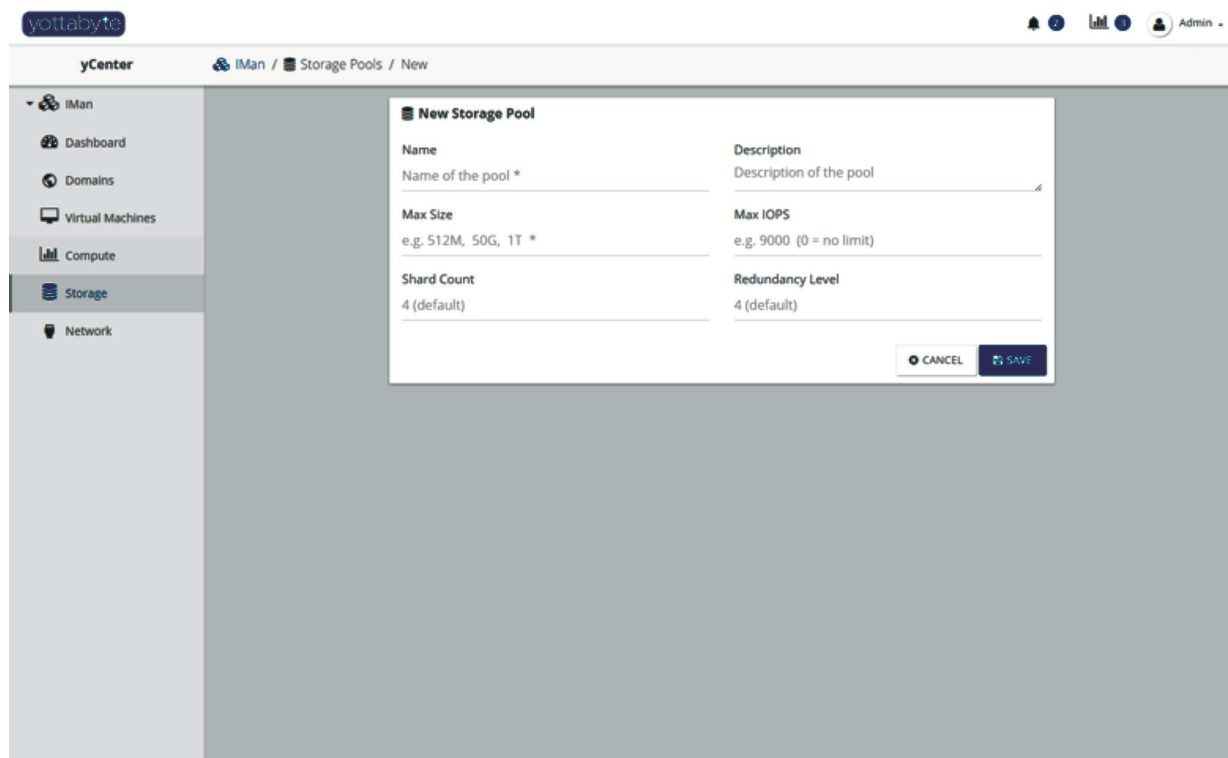 yottabyte
2
3
Admin
yCenter
IMan / Storage Pools / New
IMan
Dashboard
Domains
Virtual Machines
Compute
Storage
Network
New Storage Pool
Name
Description
Name of the pool *
Description of the pool
Max Size
Max IOPS
e.g. 512M, 50G, 1T *
e.g. 9000 (0 = no limit)
Shard Count
Redundancy Level
4 (default)
4 (default)
CANCEL
SAVE